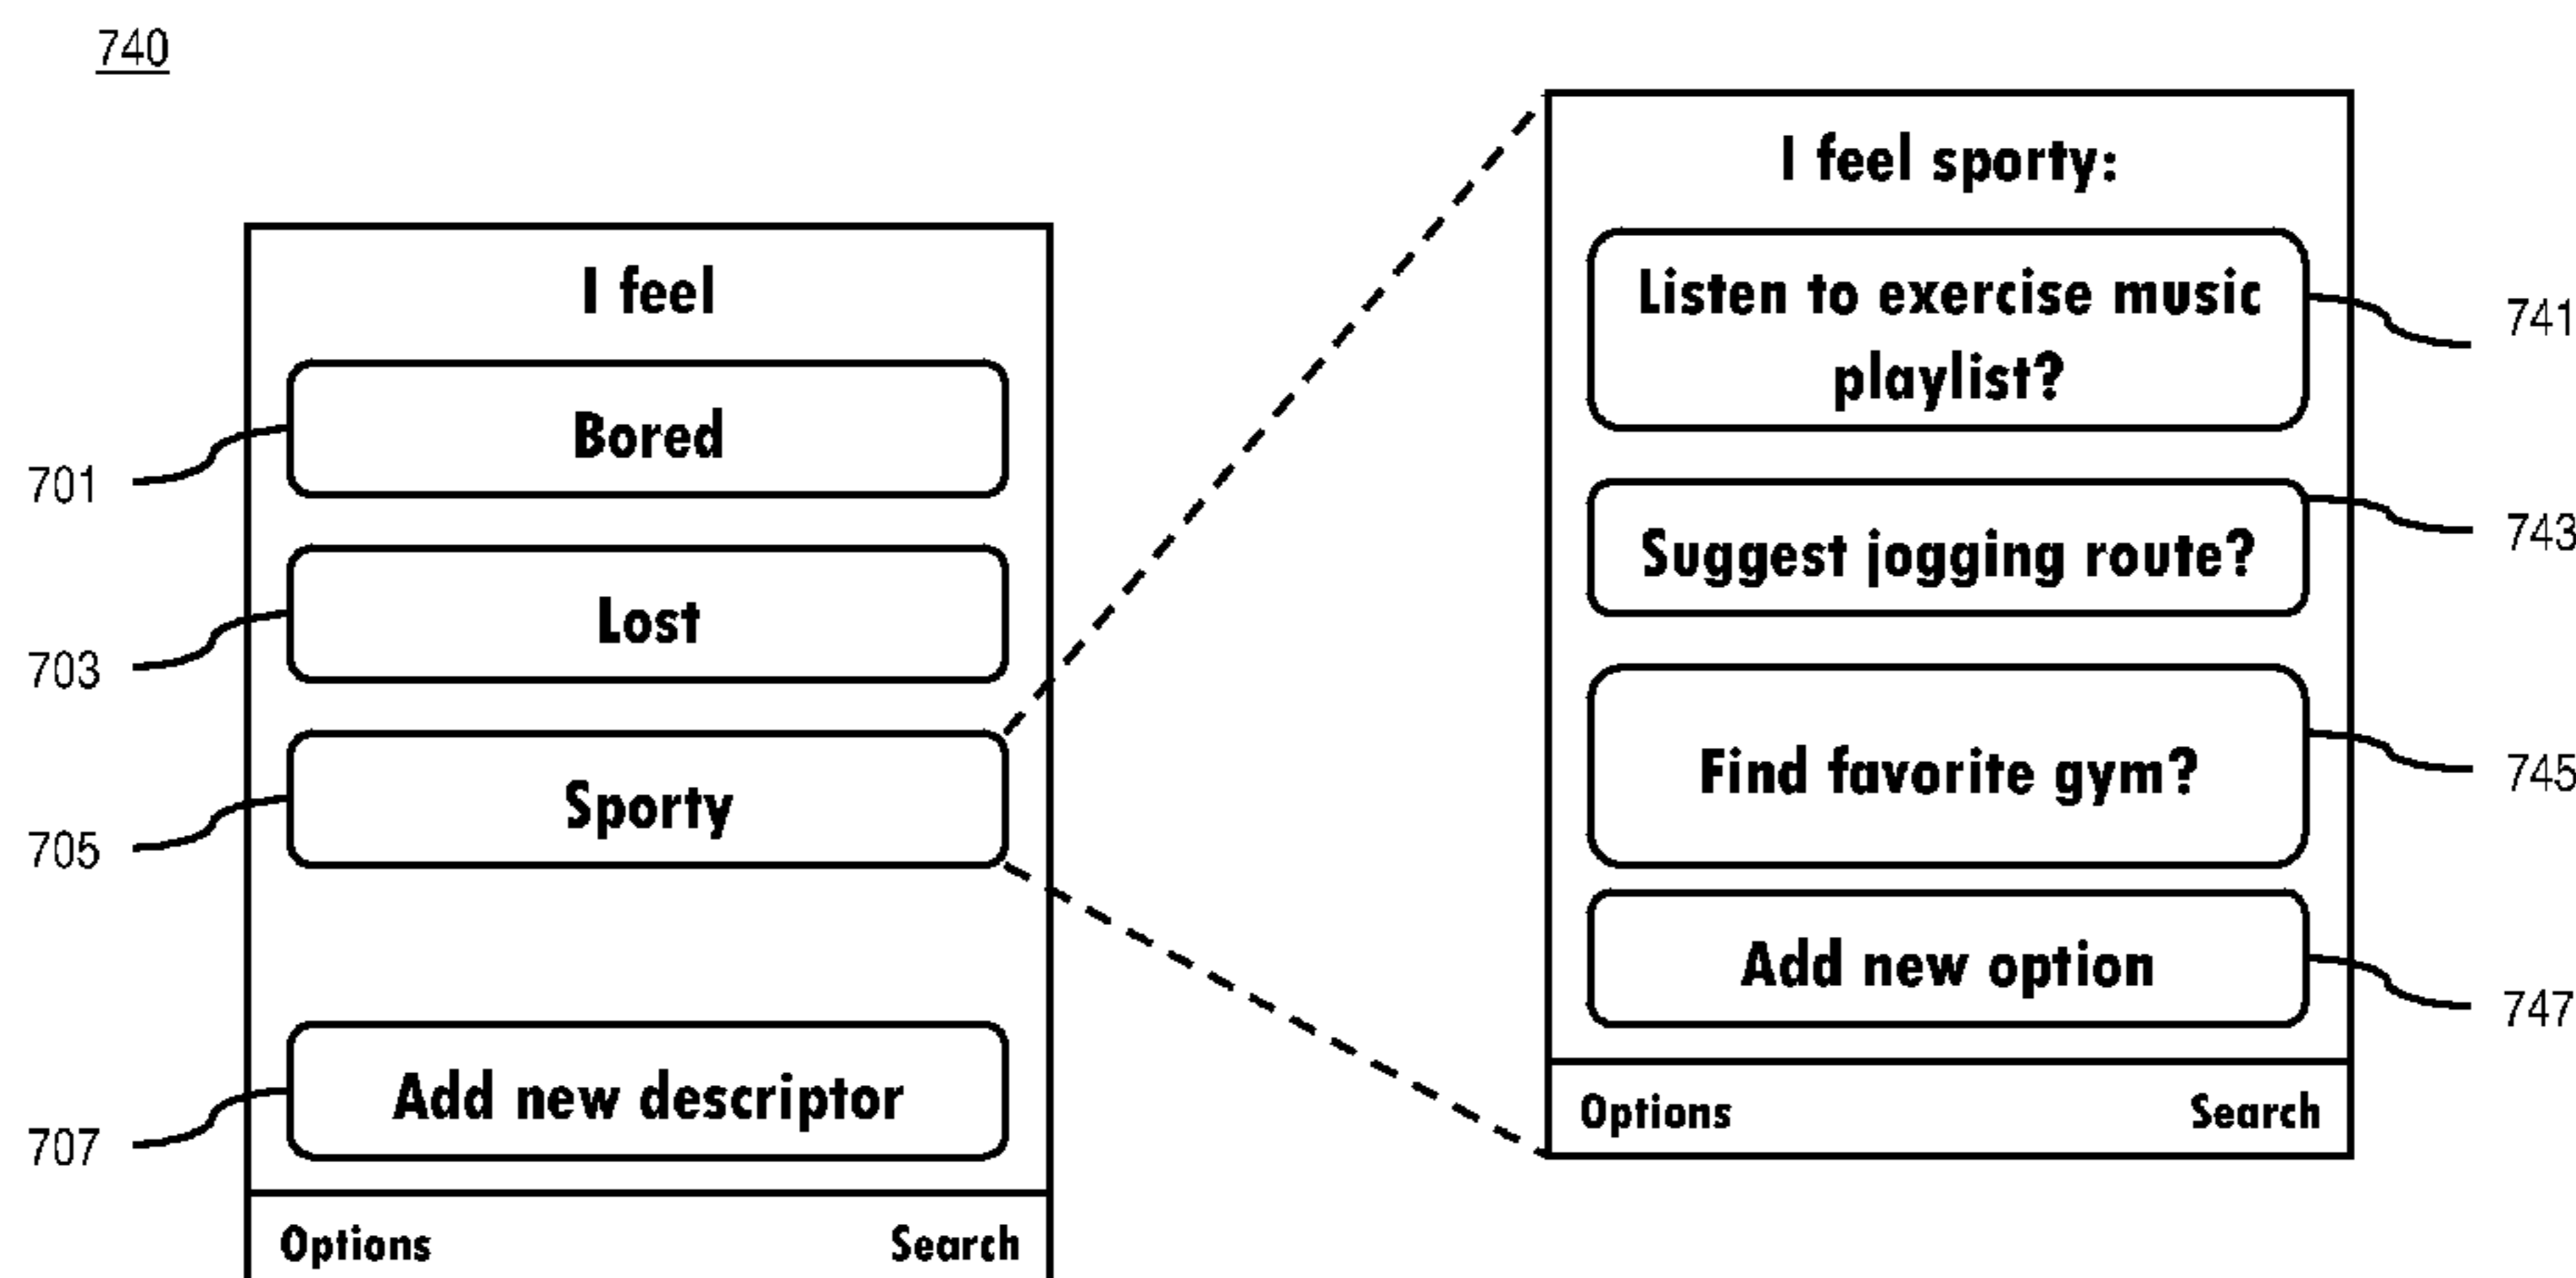 740
I feel
Bored
701
Lost
703
Sporty
705
Add new descriptor
707
Options Search
I feel sporty:
Listen to exercise music
playlist?
741
Suggest jogging route?
743
Find favorite gym?
745
Add new option
747
Options Search